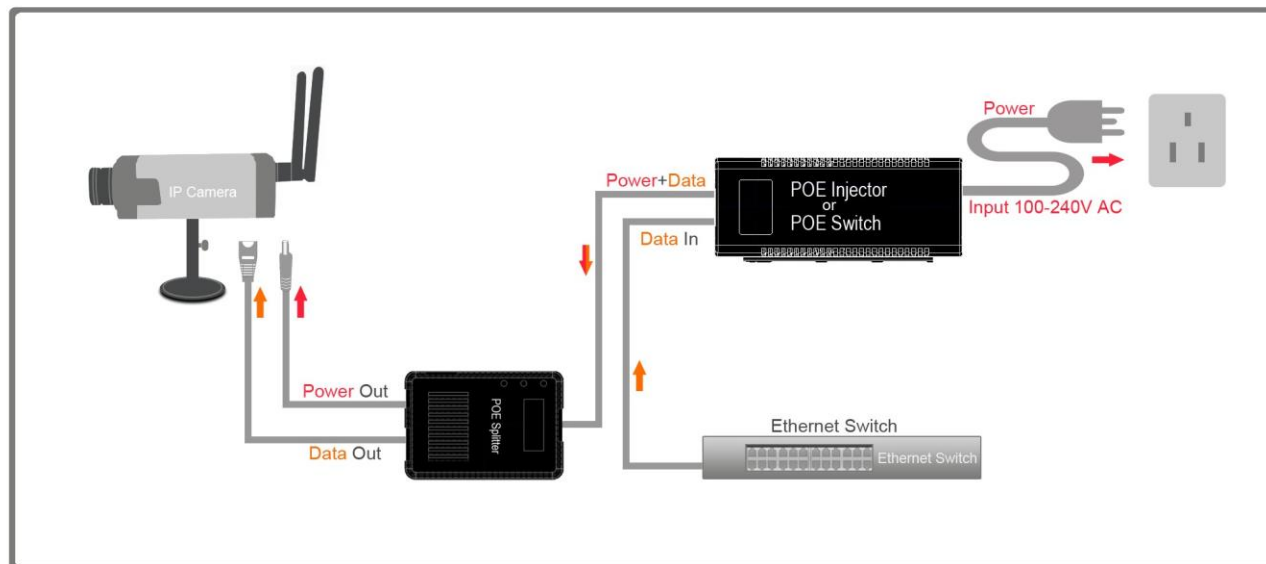 Power
IP Camera
Power+Data
POE Injector
or
POE Switch
Input 100-240V AC
Data In
Power Out
POE Splitter
Data Out
Ethernet Switch
Ethernet Switch